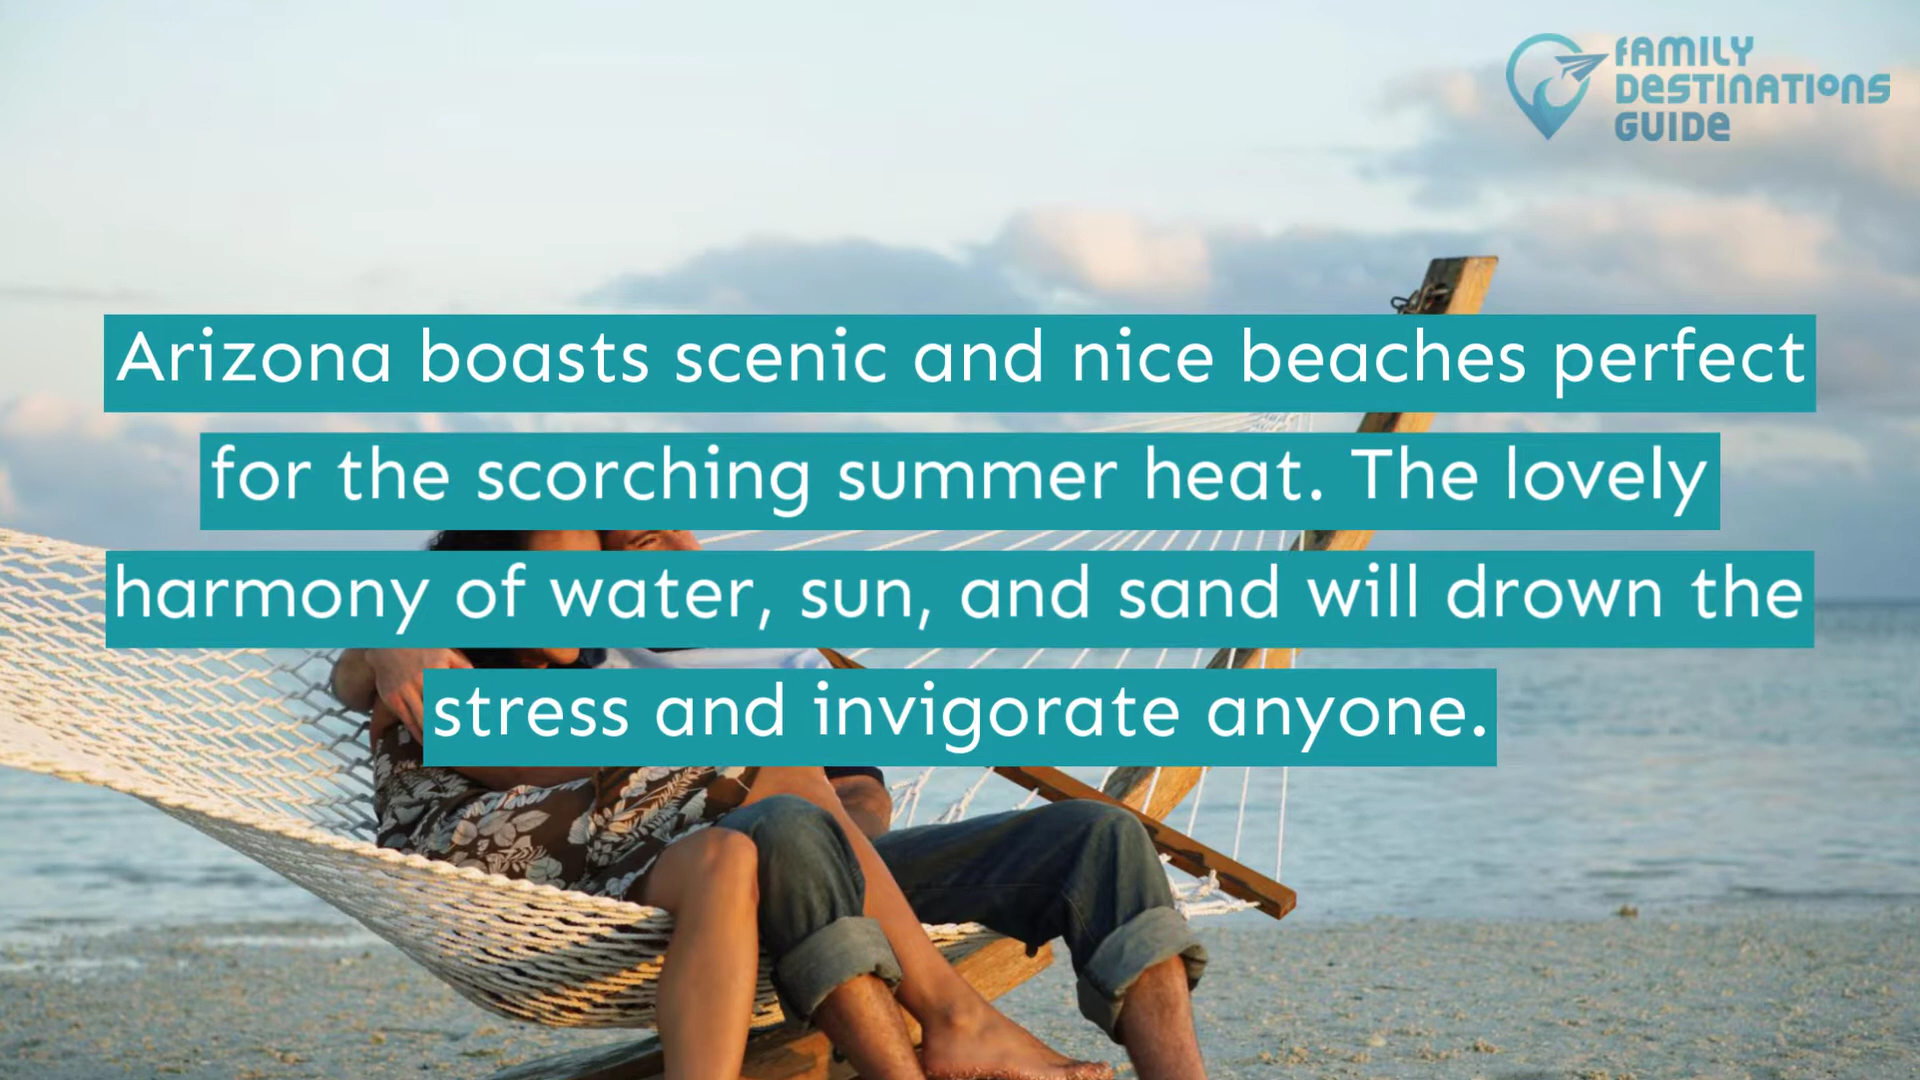 FAMILY
DESTINATIONS
GUIDE
Arizona boasts scenic and nice beaches perfect
for the scorching summer heat. The lovely
harmony of water, sun, and sand will drown the
stress and invigorate anyone.